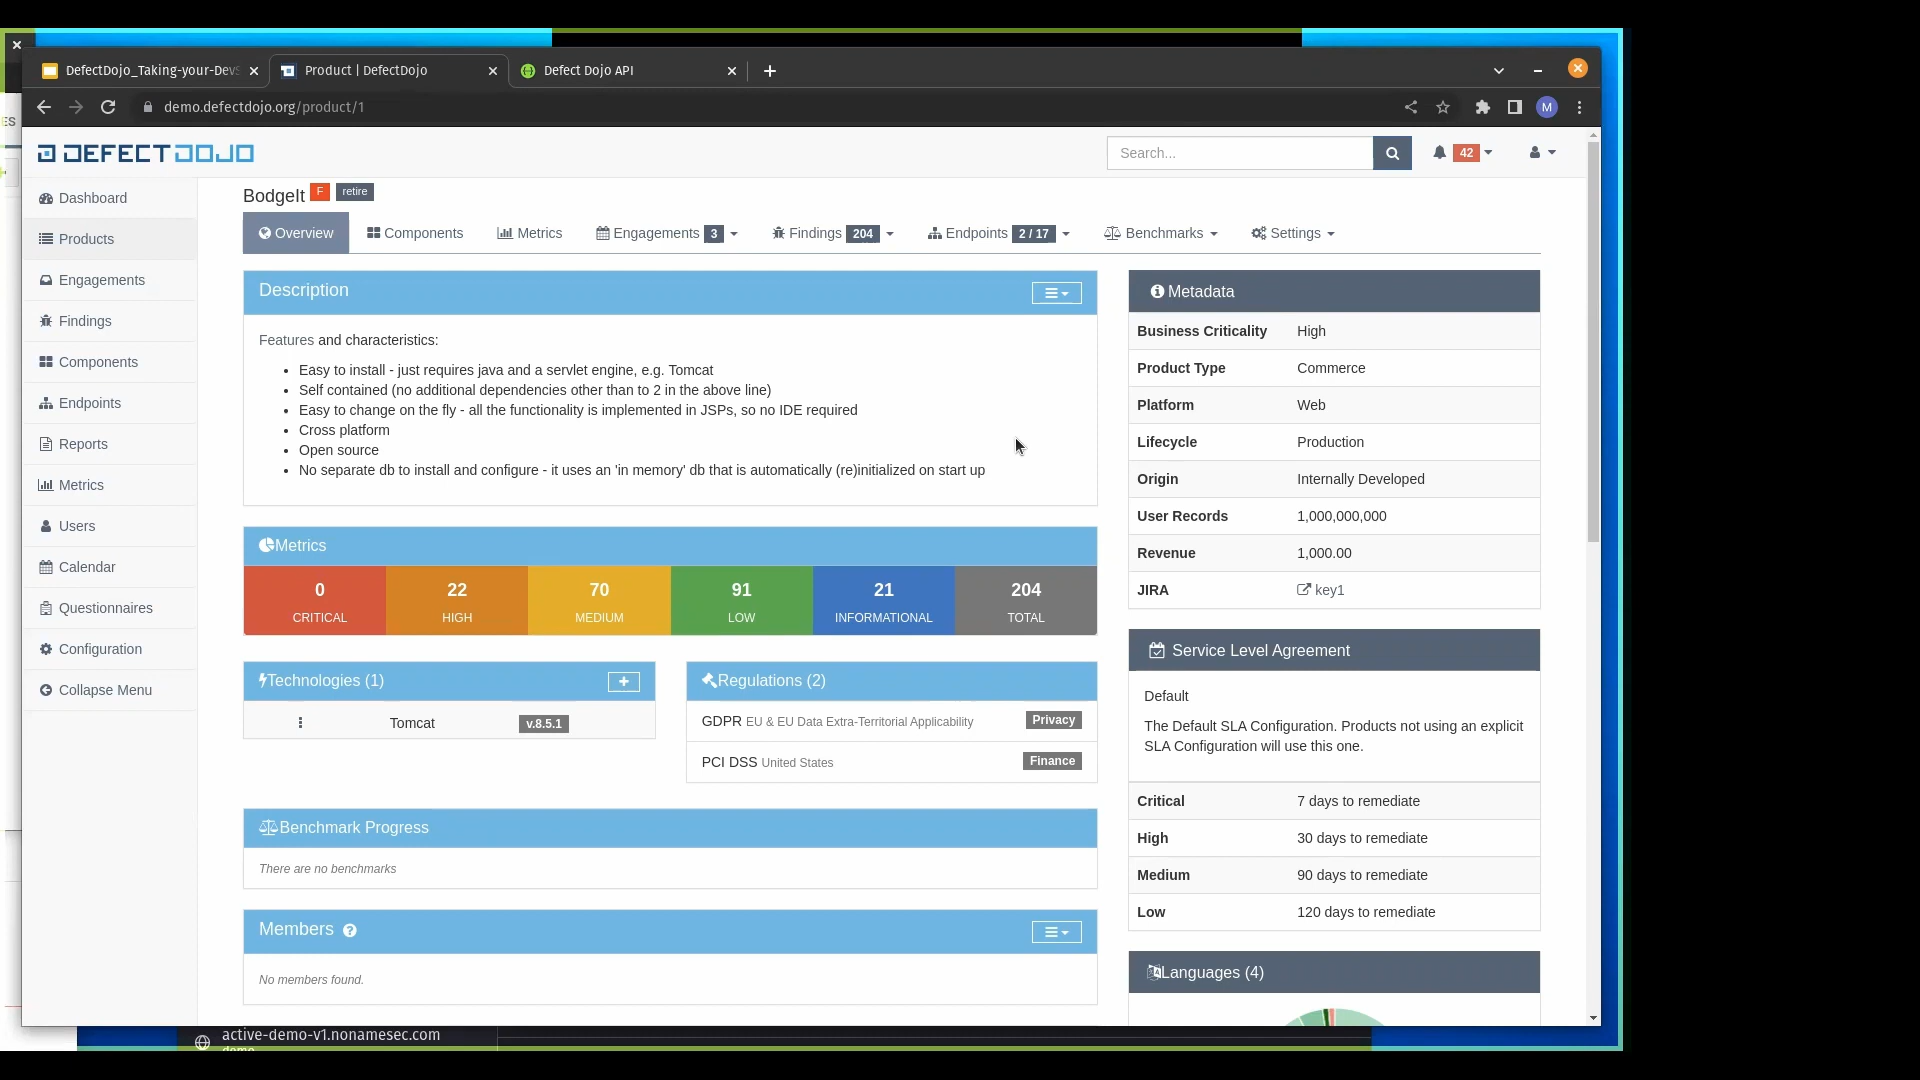 DefectDojo_Taking-your-Dev
Product | DefectDojo
Defect Dojo API
demo.defectdojo.org/product/1
M
ES
DEFECTDOJO
Search...
42
Dashboard
Products
Engagements
Findings
Components
Endpoints
Reports
Metrics
Users
Calendar
Questionnaires
Configuration
Collapse Menu
BodgeIt F retire
Overview Components Metrics Engagements 3 Findings 204 Endpoints 2 / 17 Benchmarks Settings
Description
Features and characteristics:
• Easy to install - just requires java and a servlet engine, e.g. Tomcat
• Self contained (no additional dependencies other than to 2 in the above line)
• Easy to change on the fly - all the functionality is implemented in JSPs, so no IDE required
• Cross platform
• Open source
• No separate db to install and configure - it uses an 'in memory' db that is automatically (re)initialized on start up
Metrics
0 22 70 91 21 204
CRITICAL HIGH MEDIUM LOW INFORMATIONAL TOTAL
Technologies (1)
Tomcat v.8.5.1
Regulations (2)
GDPR EU & EU Data Extra-Territorial Applicability Privacy
PCI DSS United States Finance
Benchmark Progress
There are no benchmarks
Members
No members found.
Metadata
Business Criticality High
Product Type Commerce
Platform Web
Lifecycle Production
Origin Internally Developed
User Records 1,000,000,000
Revenue 1,000.00
JIRA key1
Service Level Agreement
Default
The Default SLA Configuration. Products not using an explicit
SLA Configuration will use this one.
Critical 7 days to remediate
High 30 days to remediate
Medium 90 days to remediate
Low 120 days to remediate
Languages (4)
active-demo-v1.nonamesec.com